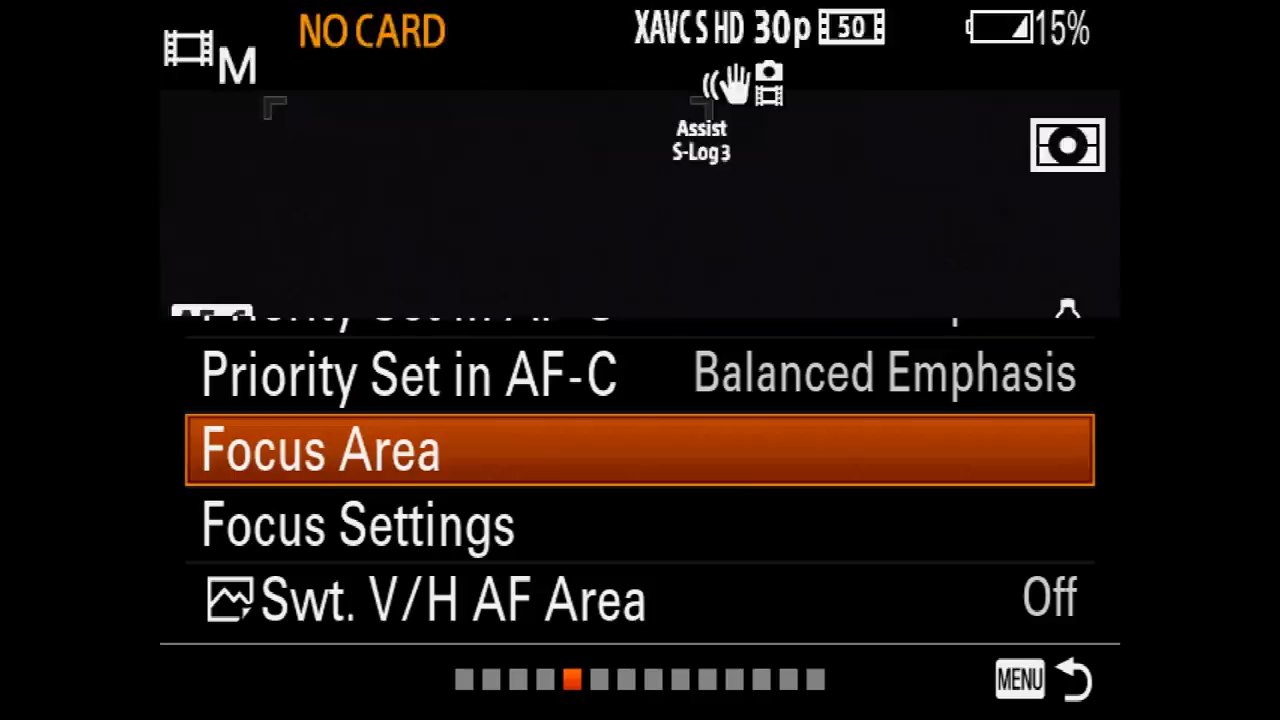 NO CARD
XAVC S HD 30p 50
15%
M
Assist
S-Log3
Priority Set in AF-C Balanced Emphasis
Focus Area
Focus Settings
Swt. V/H AF Area Off
MENU